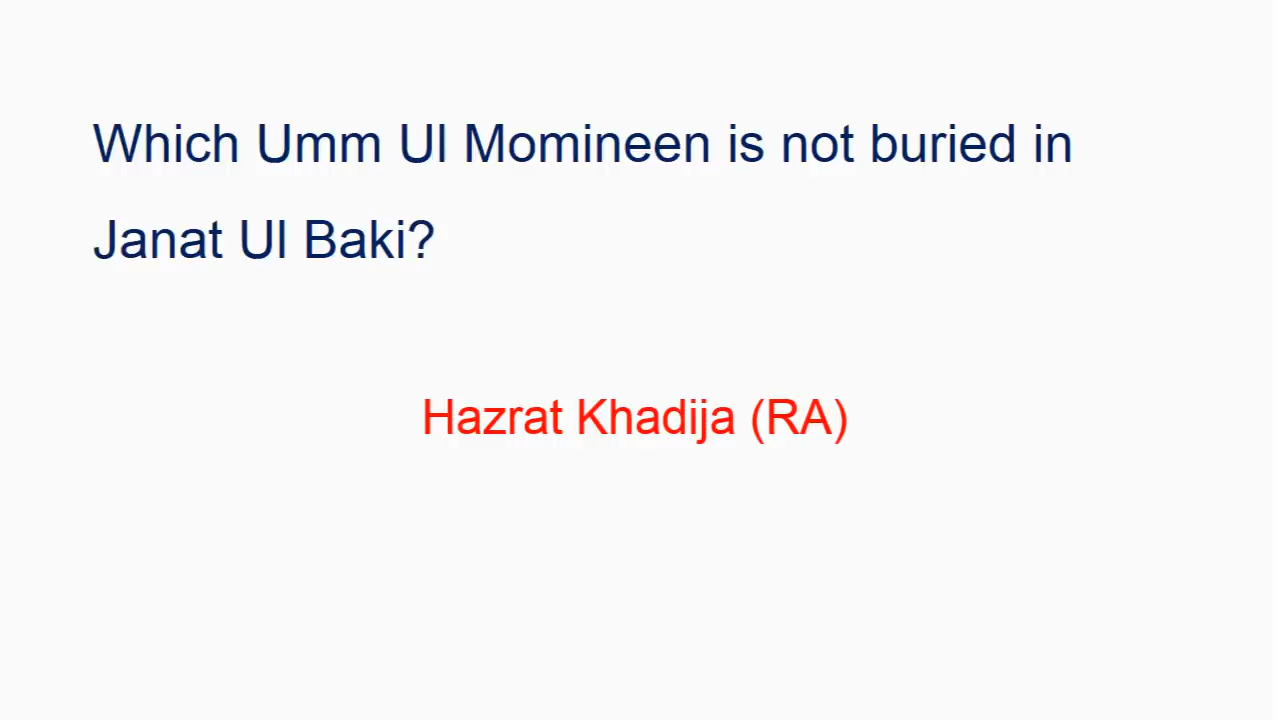 Which Umm Ul Momineen is not buried in
Janat Ul Baki?
Hazrat Khadija (RA)